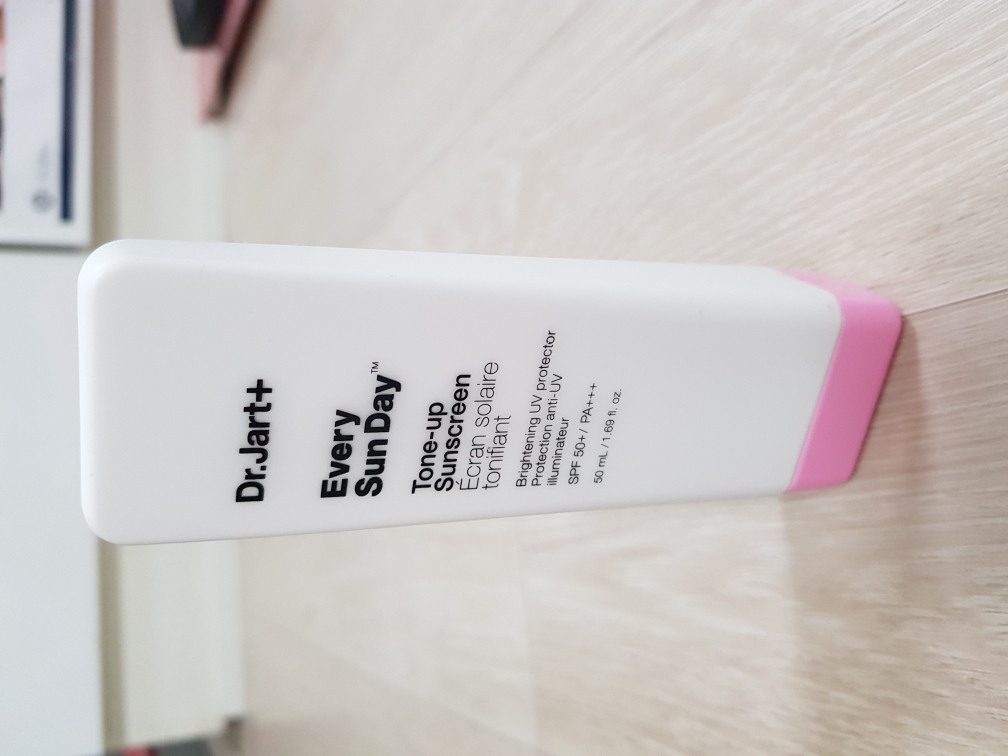 Dr.Jart+
Every
Sun Day™
Tone-up
Sunscreen
Écran solaire
tonifiant
Brightening UV protector
Protection anti-UV
illuminateur
SPF 50+ / PA+++
50 mL / 1.69 fl. oz.